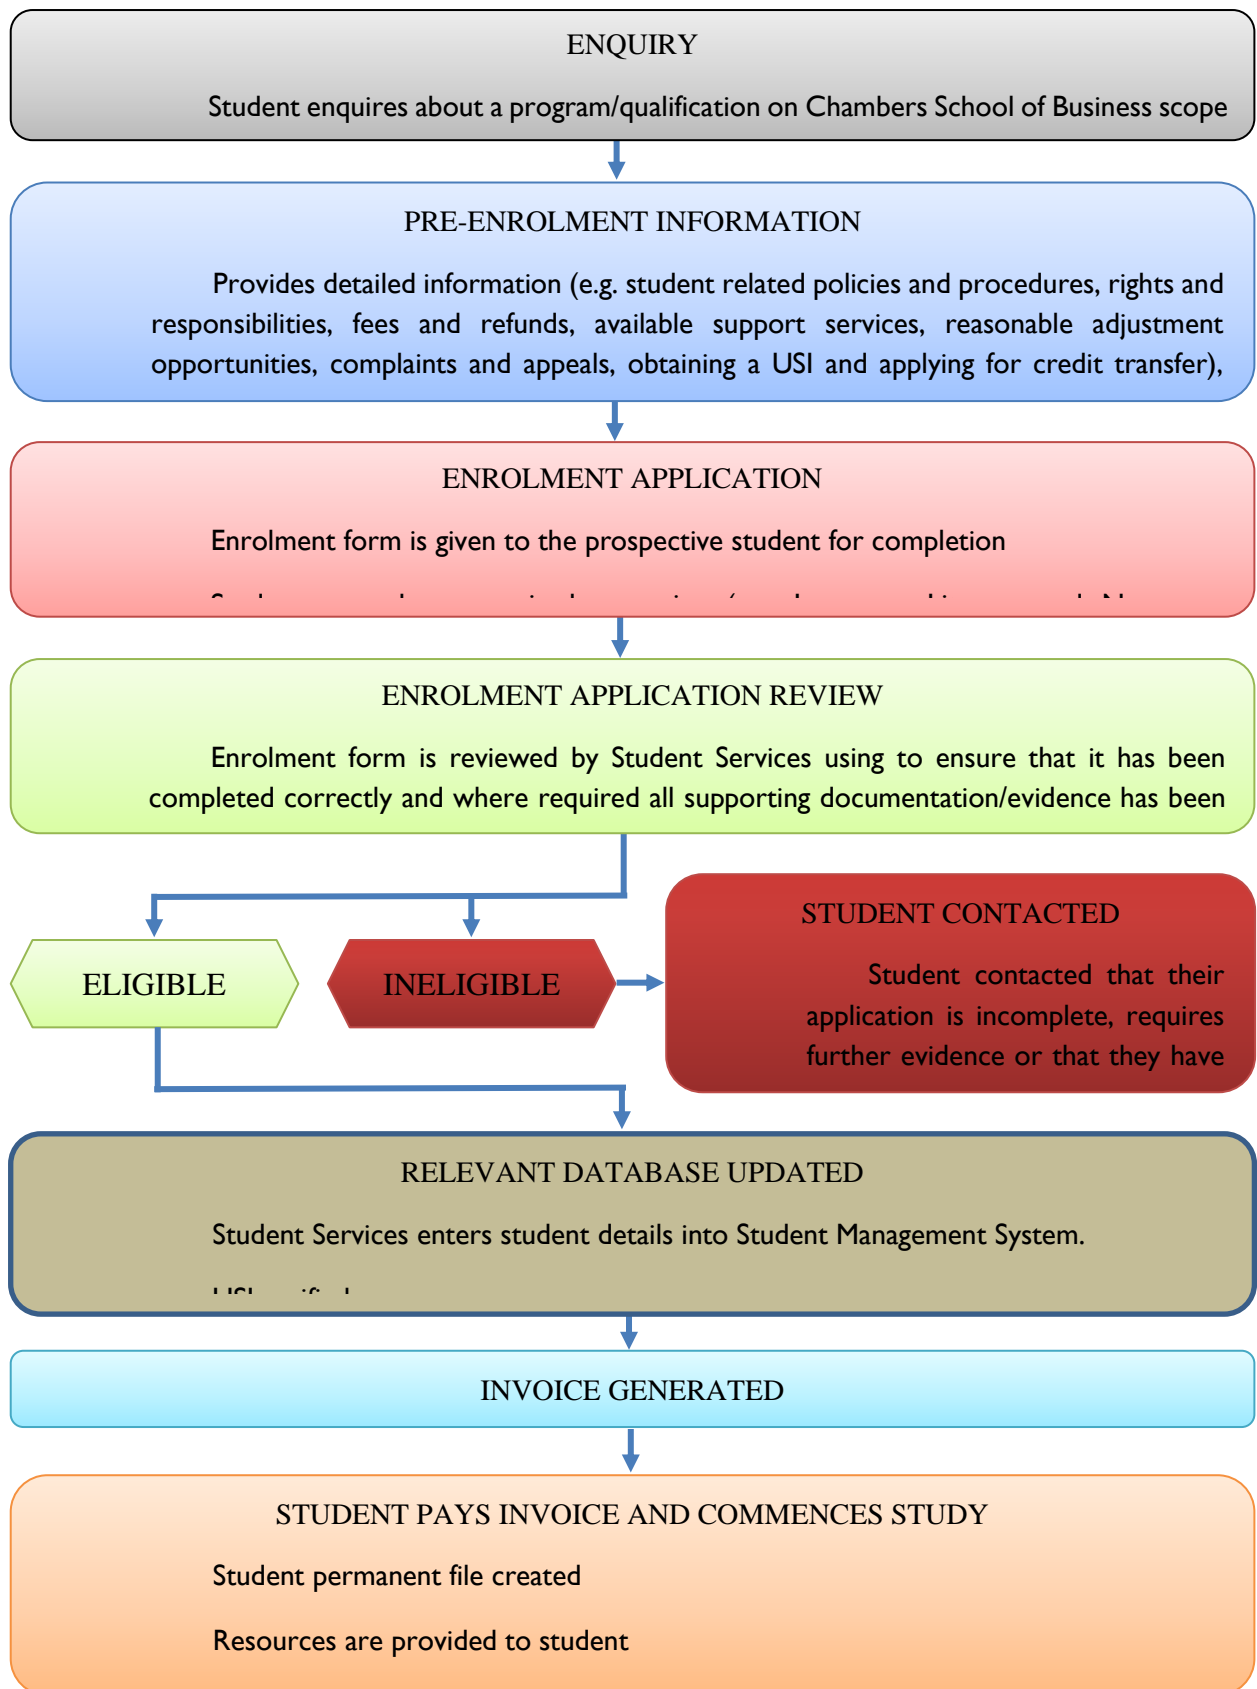 ENQUIRY
Student enquires about a program/qualification on Chambers School of Business scope
PRE-ENROLMENT INFORMATION
Provides detailed information (e.g. student related policies and procedures, rights and
responsibilities, fees and refunds, available support services, reasonable adjustment
opportunities, complaints and appeals, obtaining a USI and applying for credit transfer),
ENROLMENT APPLICATION
Enrolment form is given to the prospective student for completion
ENROLMENT APPLICATION REVIEW
Enrolment form is reviewed by Student Services using to ensure that it has been
completed correctly and where required all supporting documentation/evidence has been
ELIGIBLE
INELIGIBLE
STUDENT CONTACTED
Student contacted that their
application is incomplete, requires
further evidence or that they have
RELEVANT DATABASE UPDATED
Student Services enters student details into Student Management System.
INVOICE GENERATED
STUDENT PAYS INVOICE AND COMMENCES STUDY
Student permanent file created
Resources are provided to student